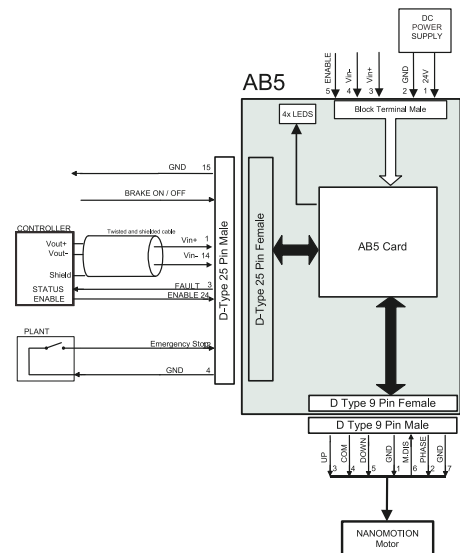 DC
POWER
SUPPLY
ENABLE
Vin-
Vin+
GND
24V
5 4 3 2 1
AB5
4x LEDS
Block Terminal Male
GND 15
BRAKE ON / OFF
CONTROLLER
Twisted and shielded cable
Vout+
Vout-
Shield
STATUS
ENABLE
Vin+ 1
Vin- 14
FAULT 3
ENABLE 24
D-Type 25 Pin Male
D-Type 25 Pin Female
AB5 Card
PLANT
Emergency Stop
GND 4
D Type 9 Pin Female
D Type 9 Pin Male
UP
COM
DOWN
GND
M.DIS
PHASE
GND
3 4 5 1 6 2 7
NANOMOTION
Motor